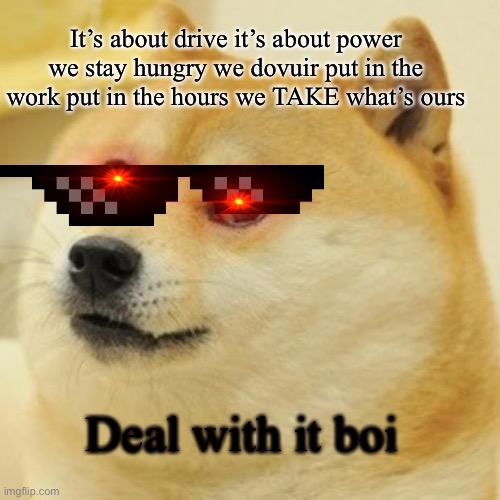 It’s about drive it’s about power
we stay hungry we dovuir put in the
work put in the hours we TAKE what’s ours
Deal with it boi
imgflip.com